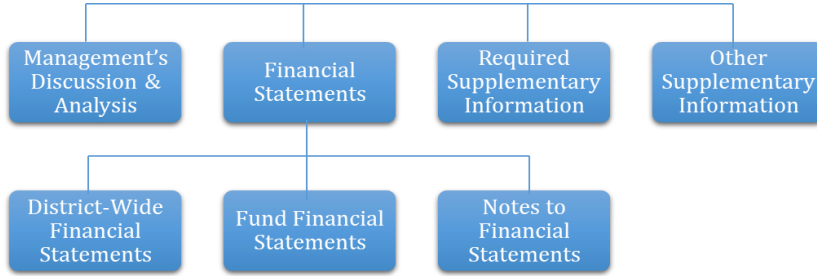 Management's
Discussion &
Analysis
Financial
Statements
Required
Supplementary
Information
Other
Supplementary
Information
District-Wide
Financial
Statements
Fund Financial
Statements
Notes to
Financial
Statements